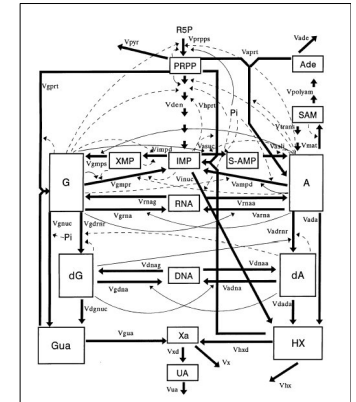 R5P
Vpyr
Vprpps
Vade
PRPP
Vaprt
Ade
Vgprt
Vpolyam
Vden
Vhprt
Pi
SAM
Vtram
Vasuc
Vasli
Vmat
Vimpd
Vgmps
XMP
IMP
S-AMP
G
Vinuc
A
Vgmpr
Vampd
Vrnag
RNA
Vrnaa
Vgrna
Varna
Vgnuc
Vgdrnr
Vada
Pi
Vadrnr
dG
Vdnag
DNA
Vdnaa
dA
Vgdna
Vadna
Vdgnuc
Vdada
Gua
Vgua
Xa
Vhxd
HX
Vxd
Vx
UA
Vhx
Vua